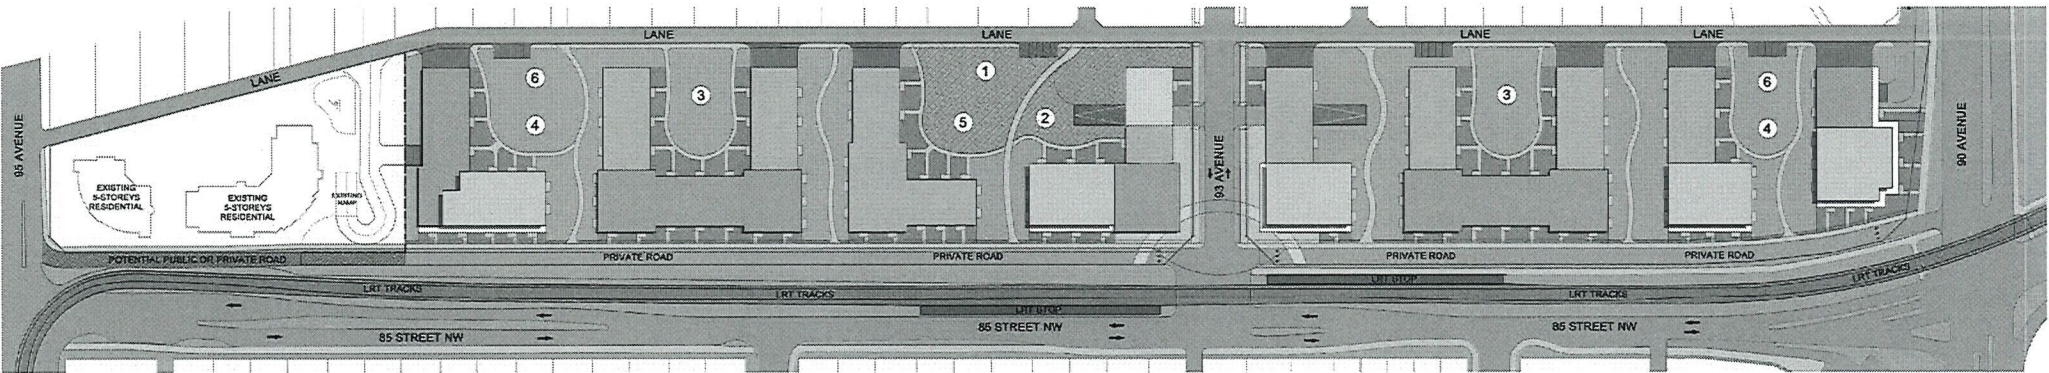 LANE
LANE
LANE
LANE
LANE
95 AVENUE
93 AVENUE
90 AVENUE
6
4
3
1
5
2
3
6
4
EXISTING
5-STOREYS
RESIDENTIAL
EXISTING
5-STOREYS
RESIDENTIAL
EXISTING
RAMP
POTENTIAL PUBLIC OR PRIVATE ROAD
PRIVATE ROAD
PRIVATE ROAD
PRIVATE ROAD
PRIVATE ROAD
LRT TRACKS
LRT TRACKS
LRT TRACKS
LRT TRACKS
LRT STOP
LRT STOP
85 STREET NW
85 STREET NW
85 STREET NW